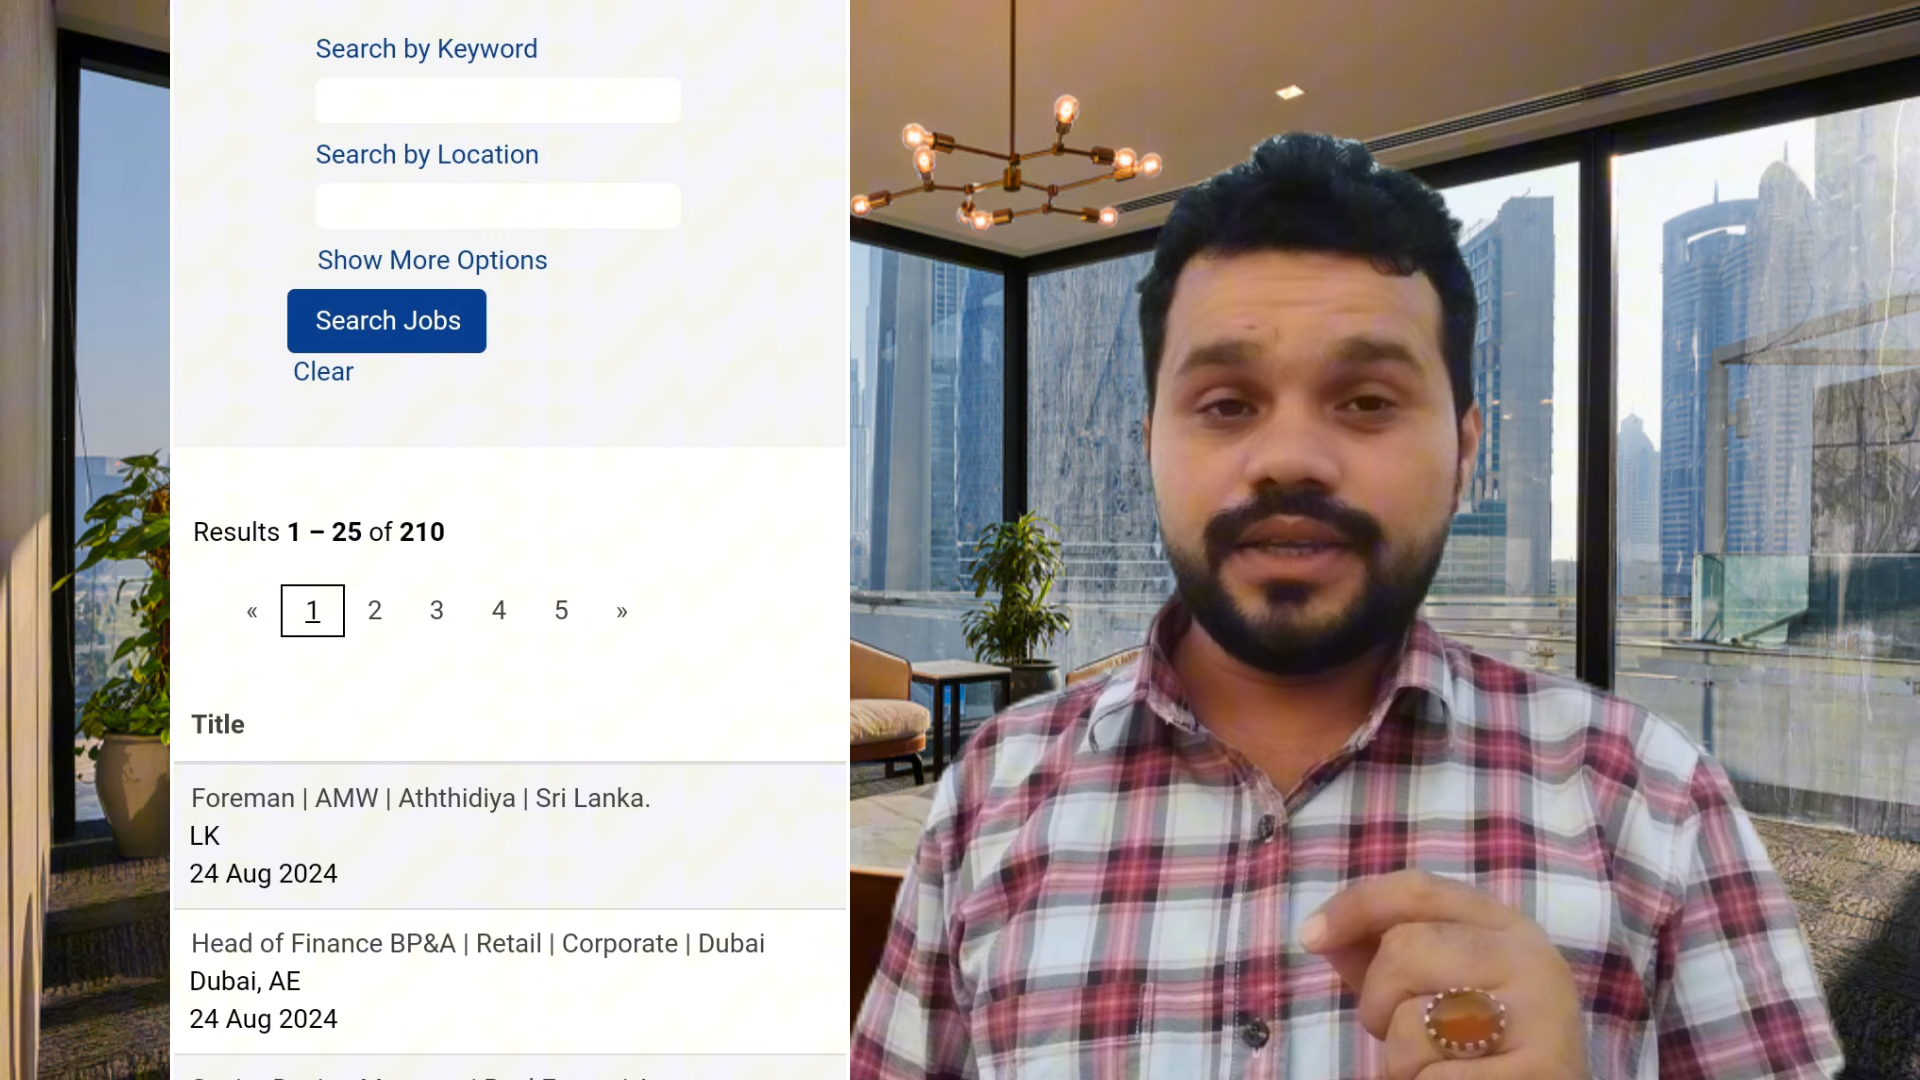 Search by Keyword
Search by Location
Show More Options
Search Jobs
Clear
Results 1 – 25 of 210
« 1 2 3 4 5 »
Title
Foreman | AMW | Aththidiya | Sri Lanka.
LK
24 Aug 2024
Head of Finance BP&A | Retail | Corporate | Dubai
Dubai, AE
24 Aug 2024